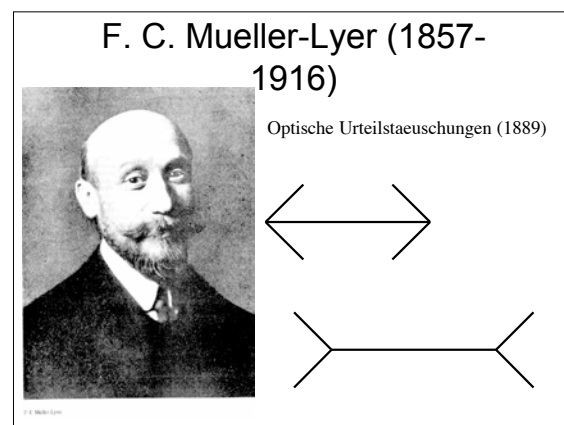 F. C. Mueller-Lyer (1857-
1916)
Optische Urteilstaeuschungen (1889)